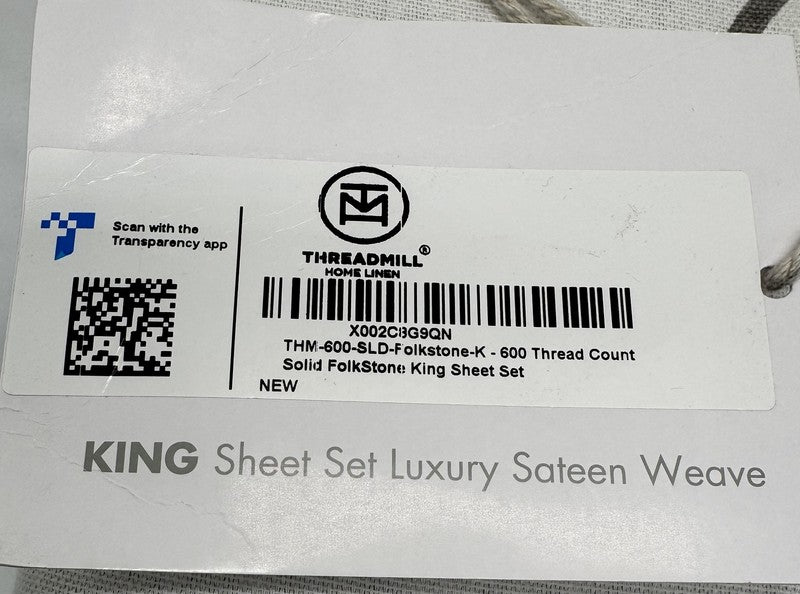 Scan with the
Transparency app
THREADMILL®
HOME LINEN
X002C8G9QN
THM-600-SLD-Folkstone-K - 600 Thread Count
Solid FolkStone King Sheet Set
NEW
KING Sheet Set Luxury Sateen Weave